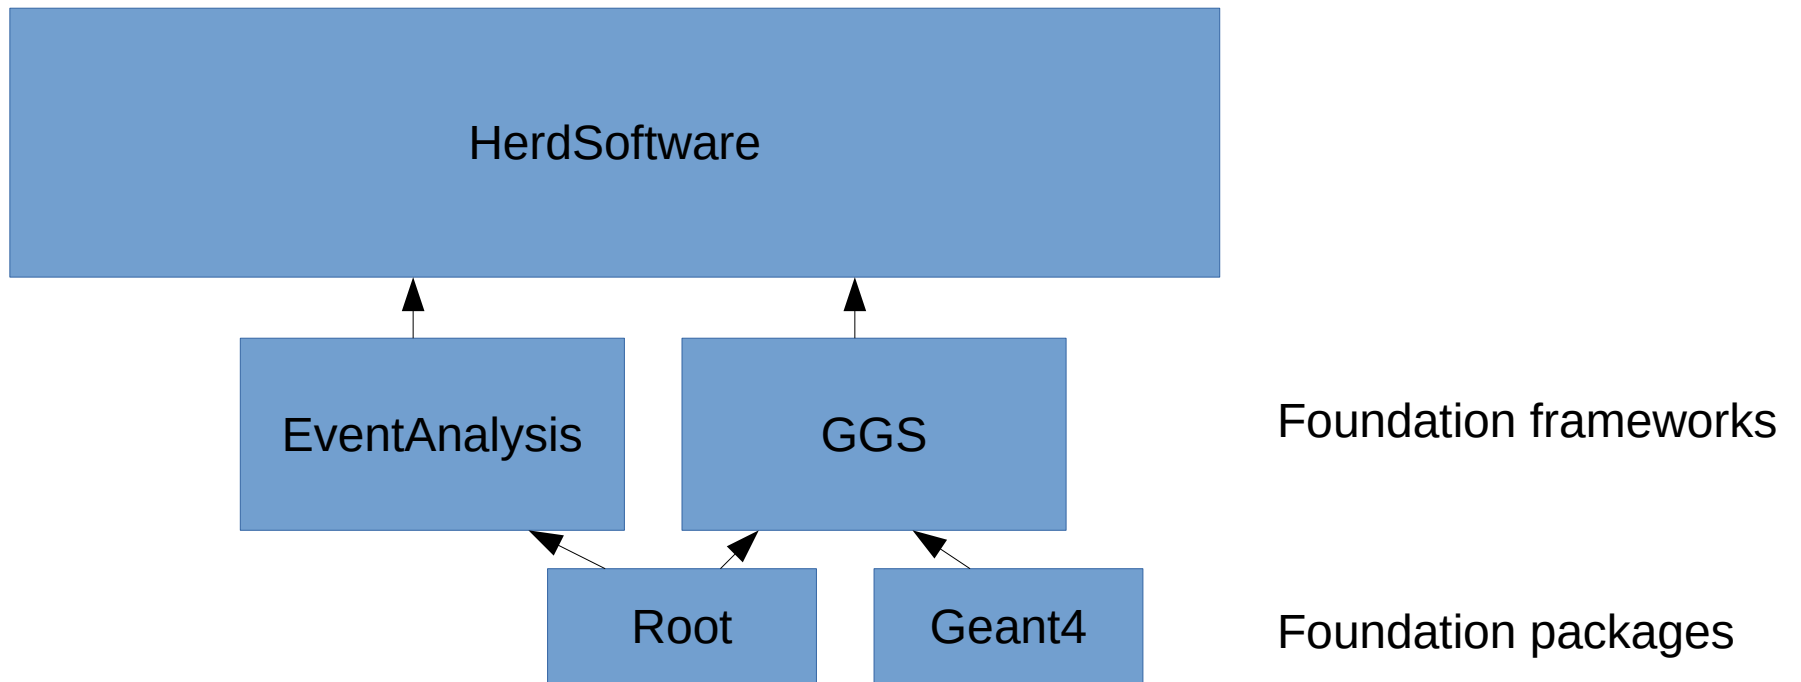 HerdSoftware
EventAnalysis
GGS
Foundation frameworks
Root
Geant4
Foundation packages